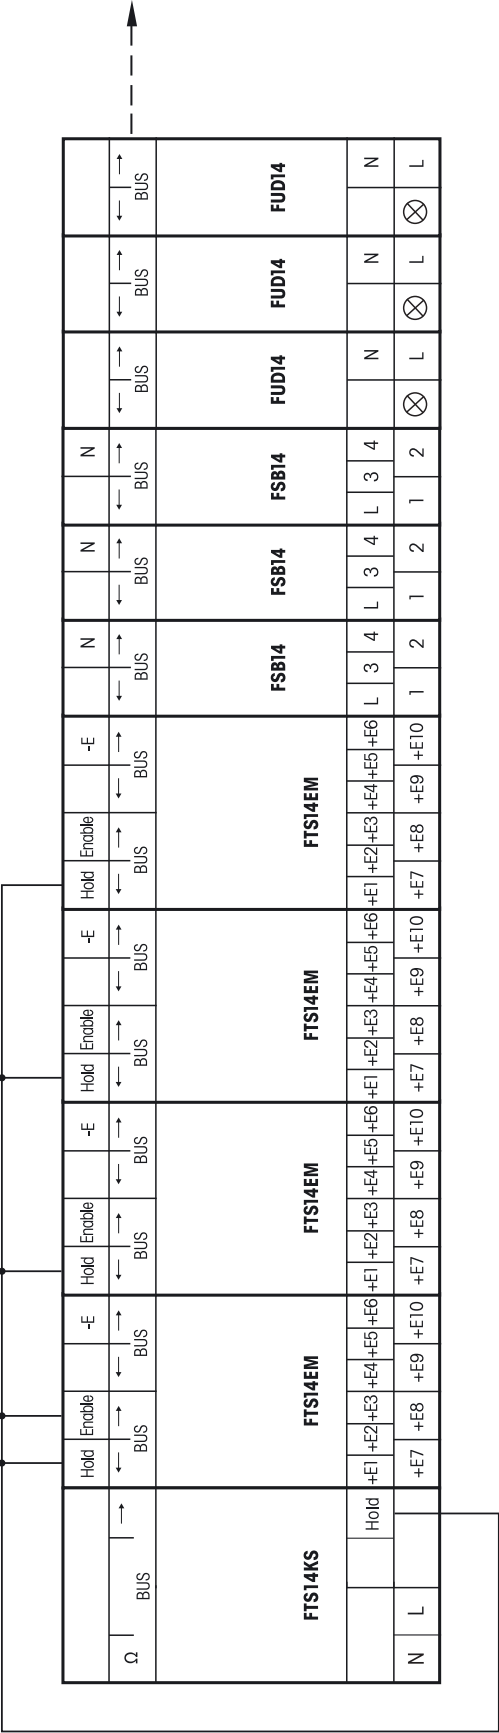 Hold Enable -E Hold Enable -E Hold Enable -E Hold Enable -E N N N
Ω → ← → ← → ← → ← → ← → ← → ← → ← → ← → ← → ← → ← → ← → ← →
BUS BUS BUS BUS BUS BUS BUS BUS BUS BUS BUS BUS BUS BUS BUS
FTS14KS FTS14EM FTS14EM FTS14EM FTS14EM FSB14 FSB14 FSB14 FUD14 FUD14 FUD14
Hold +E1 +E2 +E3 +E4 +E5 +E6 +E1 +E2 +E3 +E4 +E5 +E6 +E1 +E2 +E3 +E4 +E5 +E6 +E1 +E2 +E3 +E4 +E5 +E6 L 3 4 L 3 4 L 3 4 N N N
N L +E7 +E8 +E9 +E10 +E7 +E8 +E9 +E10 +E7 +E8 +E9 +E10 +E7 +E8 +E9 +E10 1 2 1 2 1 2 L L L